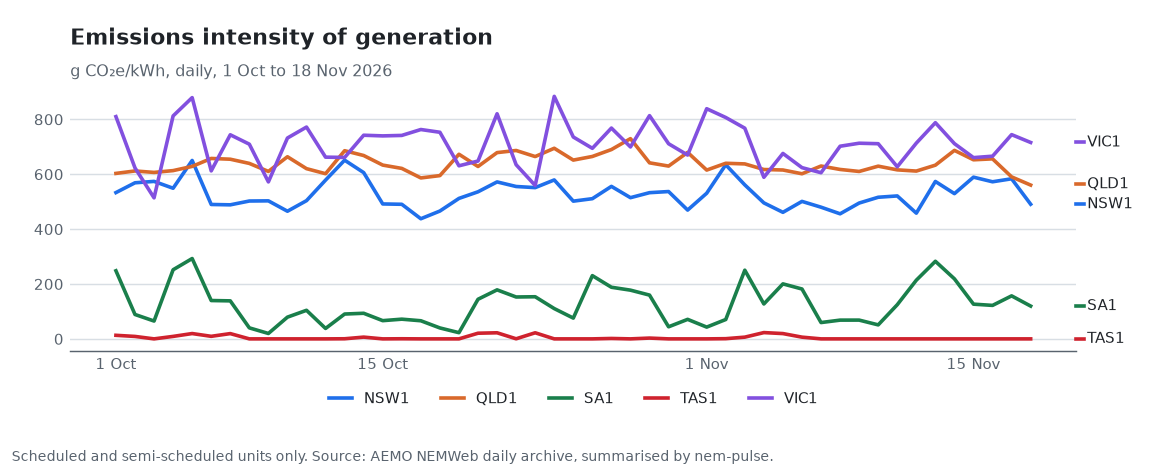 Emissions intensity of generation
g CO₂e/kWh, daily, 1 Oct to 18 Nov 2026
800
600
400
200
0
VIC1
QLD1
NSW1
SA1
TAS1
1 Oct 15 Oct 1 Nov 15 Nov
NSW1 QLD1 SA1 TAS1 VIC1
Scheduled and semi-scheduled units only. Source: AEMO NEMWeb daily archive, summarised by nem-pulse.